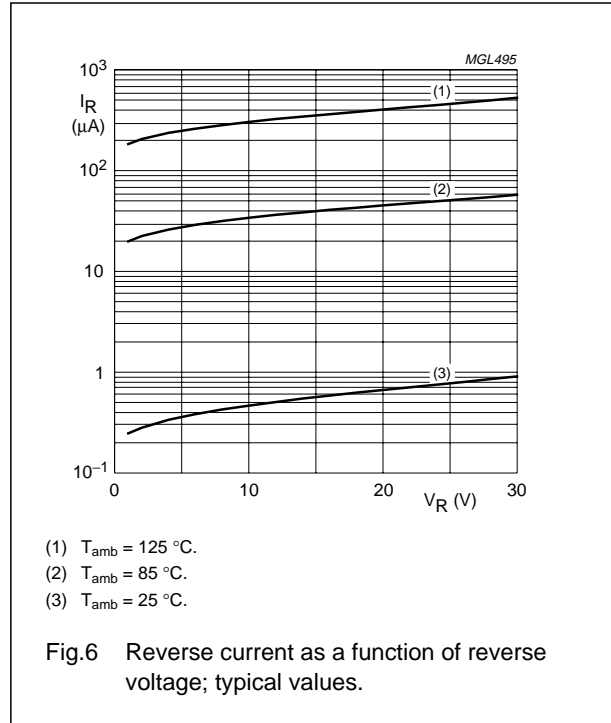 MGL495
10³
I_R
(μA)
(1)
10²
(2)
10
1
(3)
10⁻¹
0 10 20 30
V_R (V)
(1) T_amb = 125 °C.
(2) T_amb = 85 °C.
(3) T_amb = 25 °C.
Fig.6 Reverse current as a function of reverse
voltage; typical values.